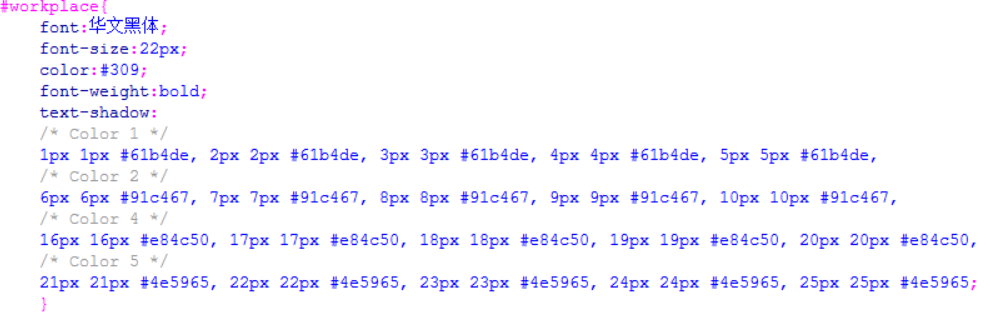 #workplace{
font:华文黑体;
font-size:22px;
color:#309;
font-weight:bold;
text-shadow:
/* Color 1 */
1px 1px #61b4de, 2px 2px #61b4de, 3px 3px #61b4de, 4px 4px #61b4de, 5px 5px #61b4de,
/* Color 2 */
6px 6px #91c467, 7px 7px #91c467, 8px 8px #91c467, 9px 9px #91c467, 10px 10px #91c467,
/* Color 4 */
16px 16px #e84c50, 17px 17px #e84c50, 18px 18px #e84c50, 19px 19px #e84c50, 20px 20px #e84c50,
/* Color 5 */
21px 21px #4e5965, 22px 22px #4e5965, 23px 23px #4e5965, 24px 24px #4e5965, 25px 25px #4e5965;
}